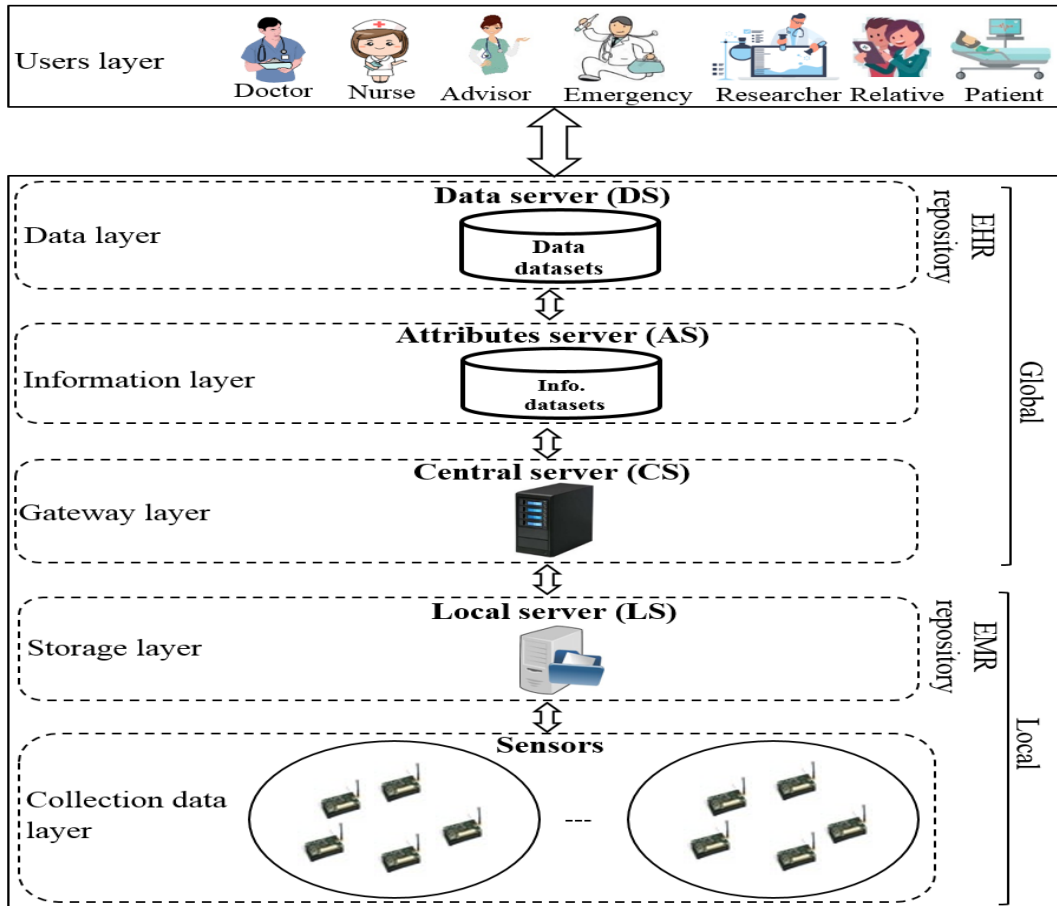 Users layer
Doctor
Nurse
Advisor
Emergency
Researcher
Relative
Patient
Data server (DS)
Data layer
Data
datasets
EHR
repository
Attributes server (AS)
Information layer
Info.
datasets
Global
Central server (CS)
Gateway layer
Local server (LS)
Storage layer
EMR
repository
Sensors
Collection data
layer
---
Local